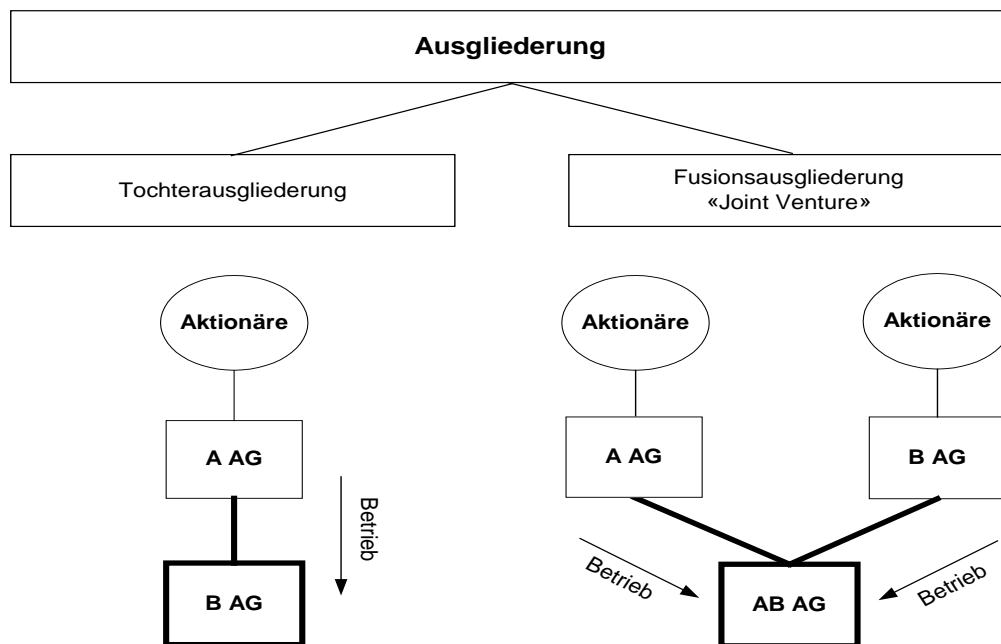 Ausgliederung
Tochterausgliederung
Fusionsausgliederung
«Joint Venture»
Aktionäre
Aktionäre
Aktionäre
A AG
A AG
B AG
Betrieb
Betrieb
Betrieb
B AG
AB AG